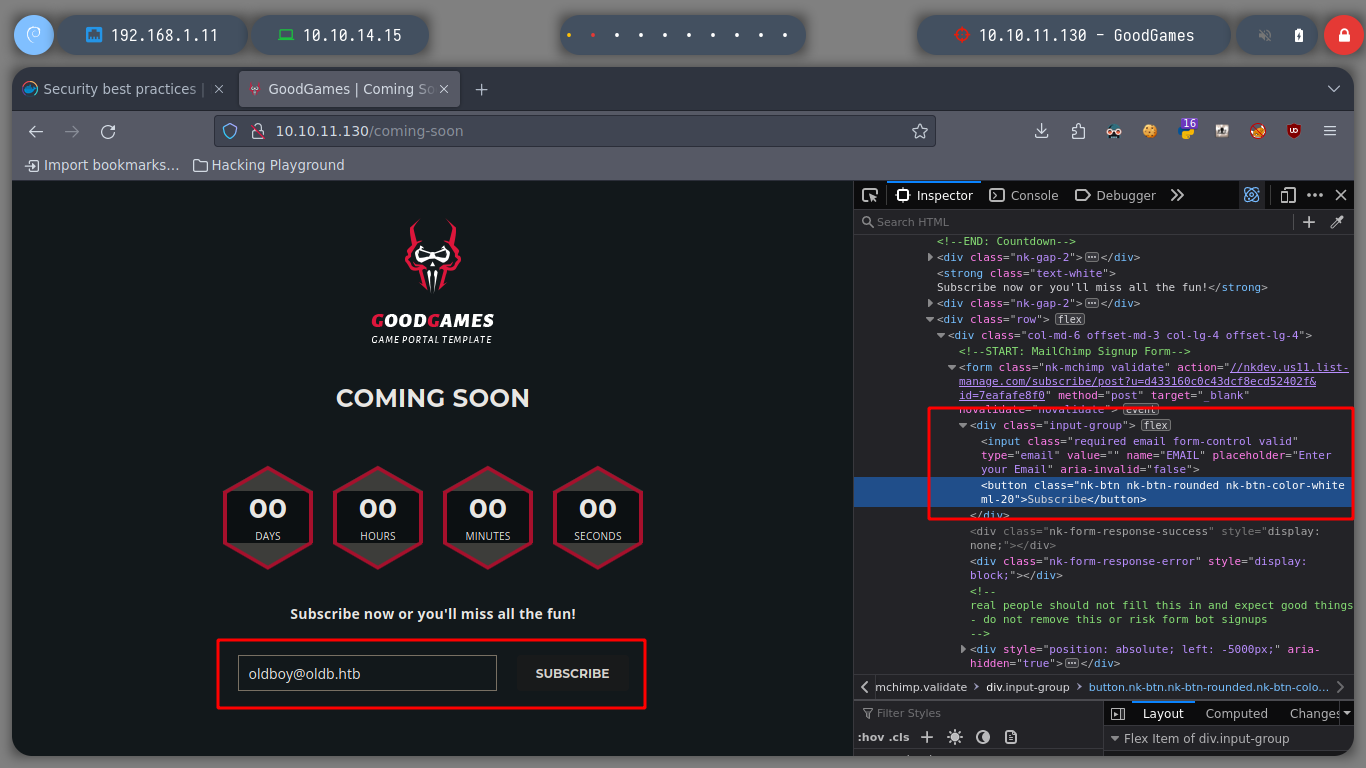 192.168.1.11
10.10.14.15
10.10.11.130 - GoodGames
Security best practices |
GoodGames | Coming So
10.10.11.130/coming-soon
16
Import bookmarks...
Hacking Playground
GOODGAMES
GAME PORTAL TEMPLATE
COMING SOON
00
DAYS
00
HOURS
00
MINUTES
00
SECONDS
Subscribe now or you'll miss all the fun!
oldboy@oldb.htb
SUBSCRIBE
Inspector
Console
Debugger
Search HTML
<!--END: Countdown-->
<div class="nk-gap-2"></div>
<strong class="text-white">
Subscribe now or you'll miss all the fun!</strong>
<div class="nk-gap-2"></div>
<div class="row"> flex
<div class="col-md-6 offset-md-3 col-lg-4 offset-lg-4">
<!--START: MailChimp Signup Form-->
<form class="nk-mchimp validate" action="//nkdev.us11.list-
manage.com/subscribe/post?u=d433160c0c43dcf8ecd52402f&
id=7eafafe8f0" method="post" target="_blank"
novalidate="novalidate"> event
<div class="input-group"> flex
<input class="required email form-control valid"
type="email" value="" name="EMAIL" placeholder="Enter
your Email" aria-invalid="false">
<button class="nk-btn nk-btn-rounded nk-btn-color-white
ml-20">Subscribe</button>
</div>
<div class="nk-form-response-success" style="display:
none;"></div>
<div class="nk-form-response-error" style="display:
block;"></div>
<!--
real people should not fill this in and expect good things
- do not remove this or risk form bot signups
-->
<div style="position: absolute; left: -5000px;" aria-
hidden="true"></div>
mchimp.validate
div.input-group
button.nk-btn.nk-btn-rounded.nk-btn-colo...
Filter Styles
:hov .cls
Layout
Computed
Changes
Flex Item of div.input-group